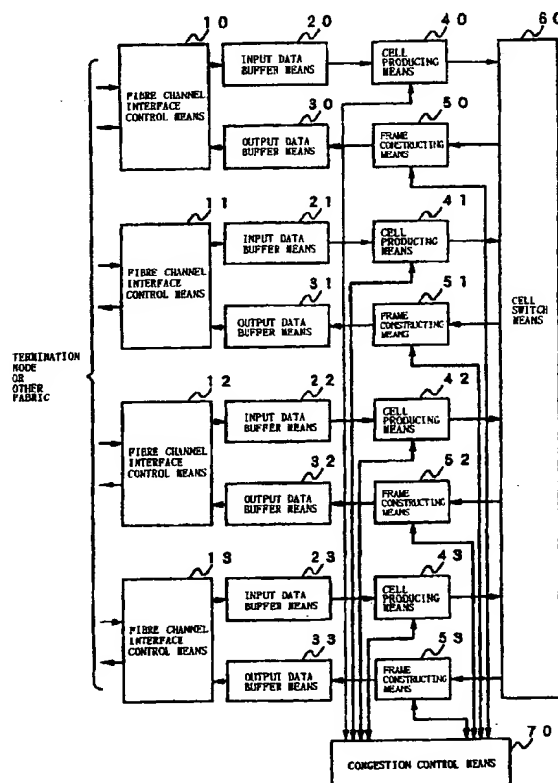 10
20
40
60
FIBRE CHANNEL
INTERFACE
CONTROL MEANS
INPUT DATA
BUFFER MEANS
CELL
PRODUCING
MEANS
30
50
OUTPUT DATA
BUFFER MEANS
FRAME
CONSTRUCTING
MEANS
11
21
41
FIBRE CHANNEL
INTERFACE
CONTROL MEANS
INPUT DATA
BUFFER MEANS
CELL
PRODUCING
MEANS
31
51
OUTPUT DATA
BUFFER MEANS
FRAME
CONSTRUCTING
MEANS
CELL
SWITCH
MEANS
TERMINATION
NODE
OR
OTHER
FABRIC
12
22
42
FIBRE CHANNEL
INTERFACE
CONTROL MEANS
INPUT DATA
BUFFER MEANS
CELL
PRODUCING
MEANS
32
52
OUTPUT DATA
BUFFER MEANS
FRAME
CONSTRUCTING
MEANS
13
23
43
FIBRE CHANNEL
INTERFACE
CONTROL MEANS
INPUT DATA
BUFFER MEANS
CELL
PRODUCING
MEANS
33
53
OUTPUT DATA
BUFFER MEANS
FRAME
CONSTRUCTING
MEANS
70
CONGESTION CONTROL MEANS